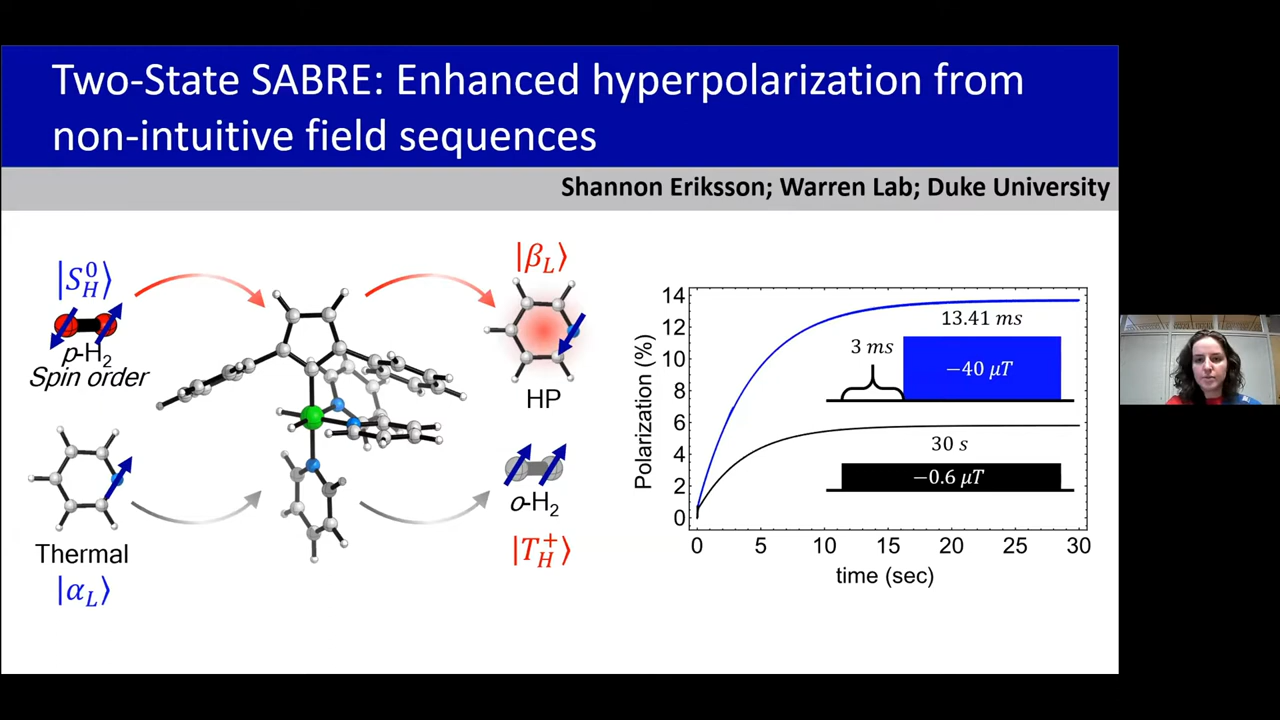 Two-State SABRE: Enhanced hyperpolarization from
non-intuitive field sequences
Shannon Eriksson; Warren Lab; Duke University
|S_H^0⟩
p-H₂
Spin order
Thermal
|α_L⟩
|β_L⟩
HP
o-H₂
|T_H^+⟩
Polarization (%)
14
12
10
8
6
4
2
0
13.41 ms
3 ms
−40 μT
30 s
−0.6 μT
0 5 10 15 20 25 30
time (sec)